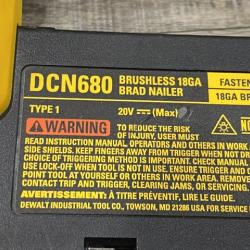 DCN680 BRUSHLESS 18GA FASTEN
BRAD NAILER 18GA BR
TYPE 1 20V (Max)
WARNING TO REDUCE THE
RISK OF INJURY, USER MUST
READ INSTRUCTION MANUAL. OPERATORS AND OTHERS IN WORK A
SIDE SHIELDS. KEEP FINGERS AWAY FROM TRIGGER
CHOICE OF TRIGGERING METHOD IS IMPORTANT. CHECK MANUAL
USE LOCK-OFF WHEN TOOL IS NOT IN USE. ENSURE TRIGGER AND C
POINT TOOL AT YOURSELF OR OTHERS IN WORK AREA. REMOVE
CONTACT TRIP AND TRIGGER, CLEARING JAMS, OR SERVICING.
AVERTISSEMENT: À TITRE PRÉVENTIF, LIRE LE GUIDE.
DEWALT INDUSTRIAL TOOL CO., TOWSON, MD 21286 USA FOR SERVICE